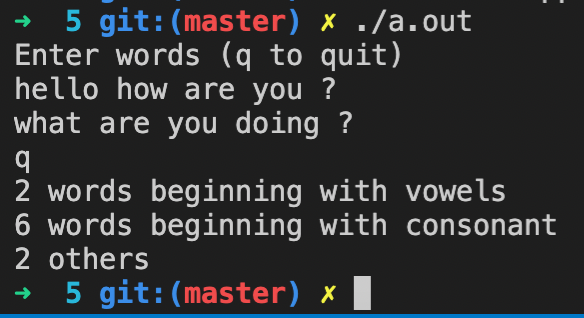 ➜  5 git:(master) ✗ ./a.out
Enter words (q to quit)
hello how are you ?
what are you doing ?
q
2 words beginning with vowels
6 words beginning with consonant
2 others
➜  5 git:(master) ✗